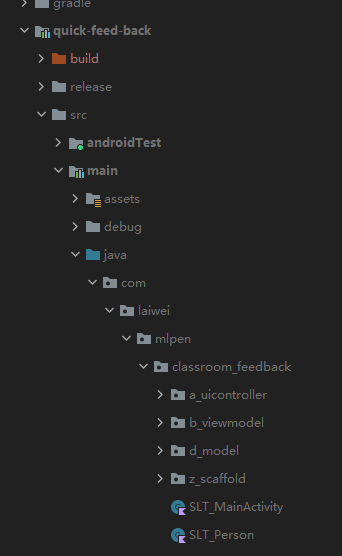 gradle
quick-feed-back
build
release
src
androidTest
main
assets
debug
java
com
laiwei
mlpen
classroom_feedback
a_uicontroller
b_viewmodel
d_model
z_scaffold
SLT_MainActivity
SLT_Person